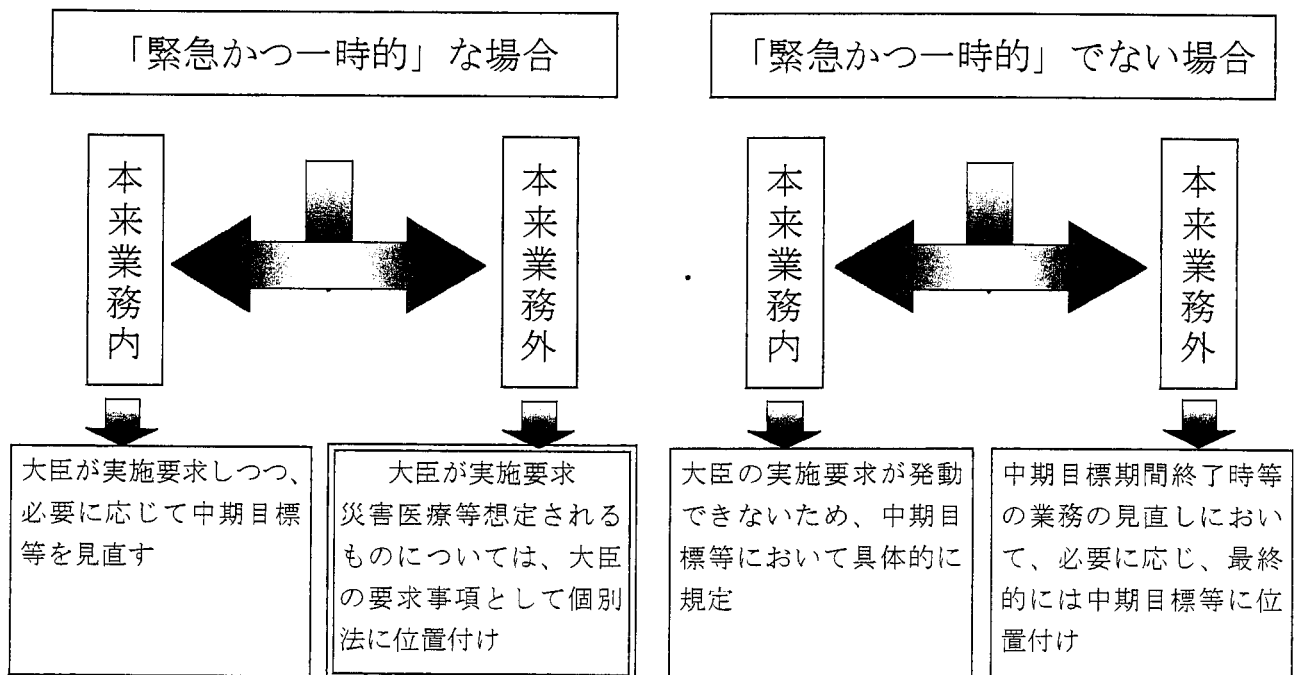 「緊急かつ一時的」な場合
「緊急かつ一時的」でない場合
本来業務内
本来業務外
本来業務内
本来業務外
大臣が実施要求しつつ、
必要に応じて中期目標
等を見直す
大臣が実施要求
災害医療等想定される
ものについては、大臣
の要求事項として個別
法に位置付け
大臣の実施要求が発動
できないため、中期目
標等において具体的に
規定
中期目標期間終了時等
の業務の見直しにおい
て、必要に応じ、最終
的には中期目標等に位
置付け